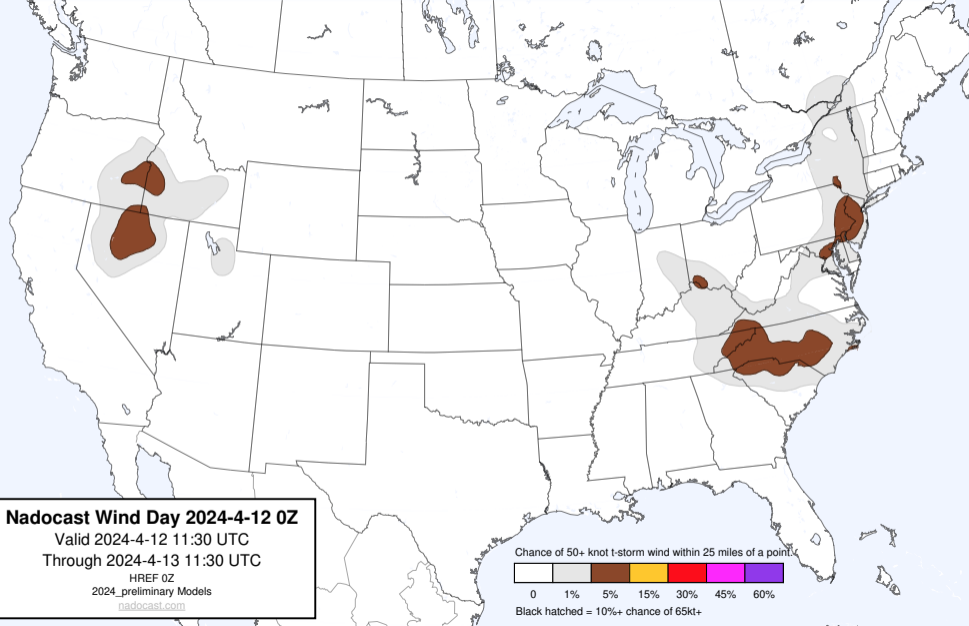 Nadocast Wind Day 2024-4-12 0Z
Valid 2024-4-12 11:30 UTC
Through 2024-4-13 11:30 UTC
HREF 0Z
2024_preliminary Models
nadocast.com
Chance of 50+ knot t-storm wind within 25 miles of a point.
0 1% 5% 15% 30% 45% 60%
Black hatched = 10%+ chance of 65kt+